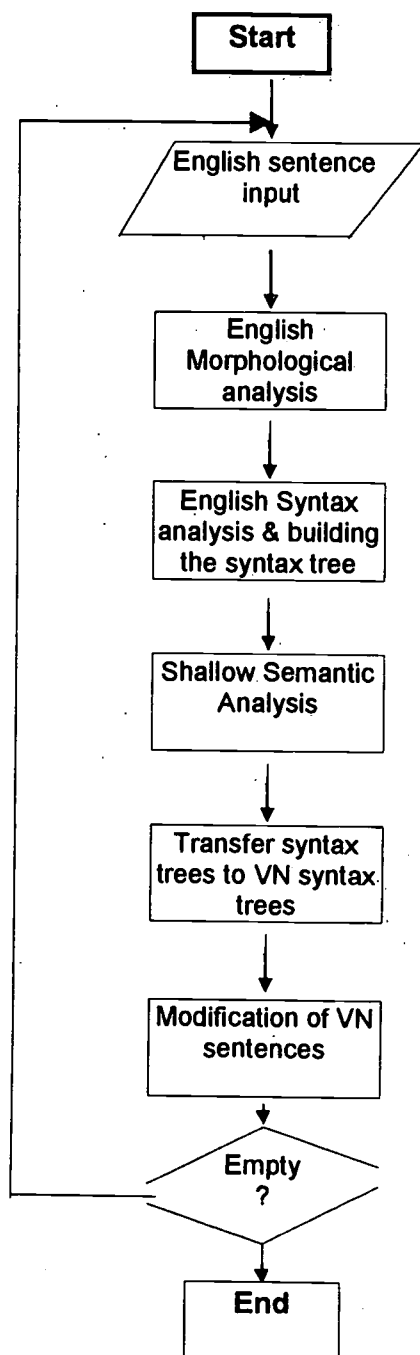 Start
English sentence
input
English
Morphological
analysis
English Syntax
analysis & building
the syntax tree
Shallow Semantic
Analysis
Transfer syntax
trees to VN syntax
trees
Modification of VN
sentences
Empty
?
End